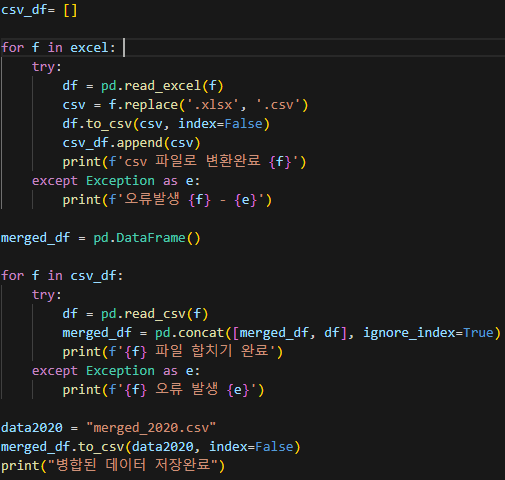 csv_df= []
for f in excel:
    try:
        df = pd.read_excel(f)
        csv = f.replace('.xlsx', '.csv')
        df.to_csv(csv, index=False)
        csv_df.append(csv)
        print(f'csv 파일로 변환완료 {f}')
    except Exception as e:
        print(f'오류발생 {f} - {e}')
merged_df = pd.DataFrame()
for f in csv_df:
    try:
        df = pd.read_csv(f)
        merged_df = pd.concat([merged_df, df], ignore_index=True)
        print(f'{f} 파일 합치기 완료')
    except Exception as e:
        print(f'{f} 오류 발생 {e}')
data2020 = "merged_2020.csv"
merged_df.to_csv(data2020, index=False)
print("병합된 데이터 저장완료")